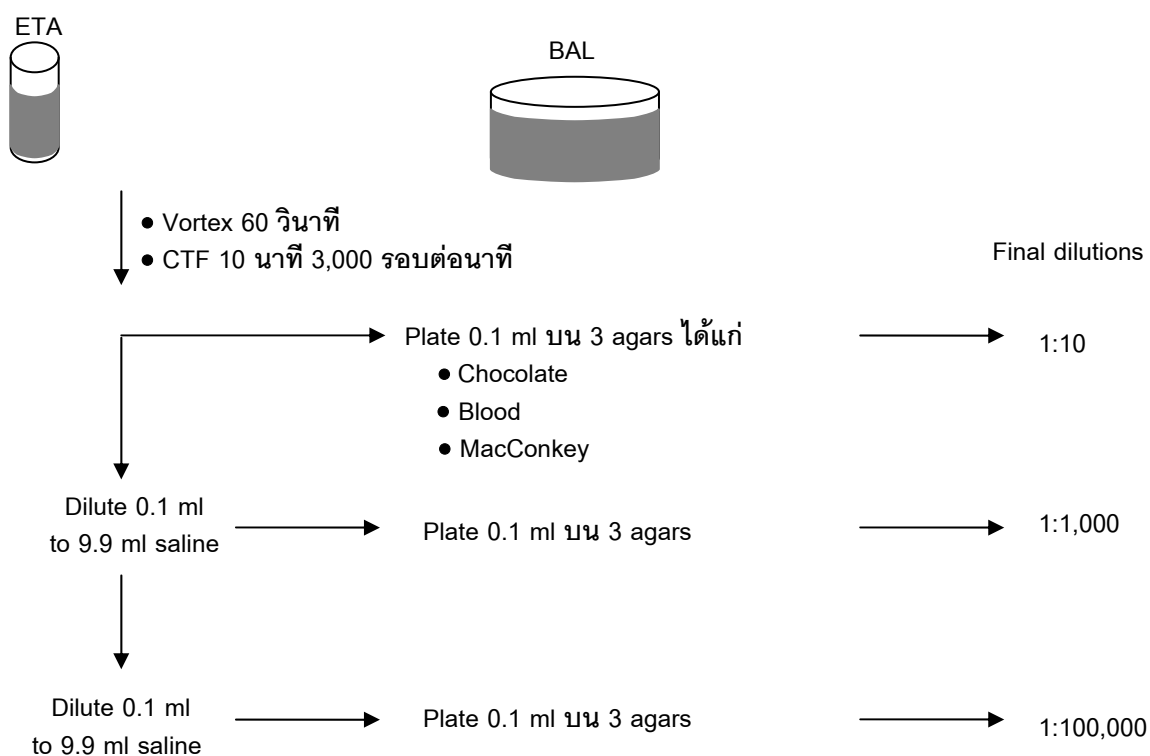 ETA
BAL
● Vortex 60 วินาที
● CTF 10 นาที 3,000 รอบต่อนาที
Final dilutions
Plate 0.1 ml บน 3 agars ได้แก่
1:10
● Chocolate
● Blood
● MacConkey
Dilute 0.1 ml
to 9.9 ml saline
Plate 0.1 ml บน 3 agars
1:1,000
Dilute 0.1 ml
to 9.9 ml saline
Plate 0.1 ml บน 3 agars
1:100,000